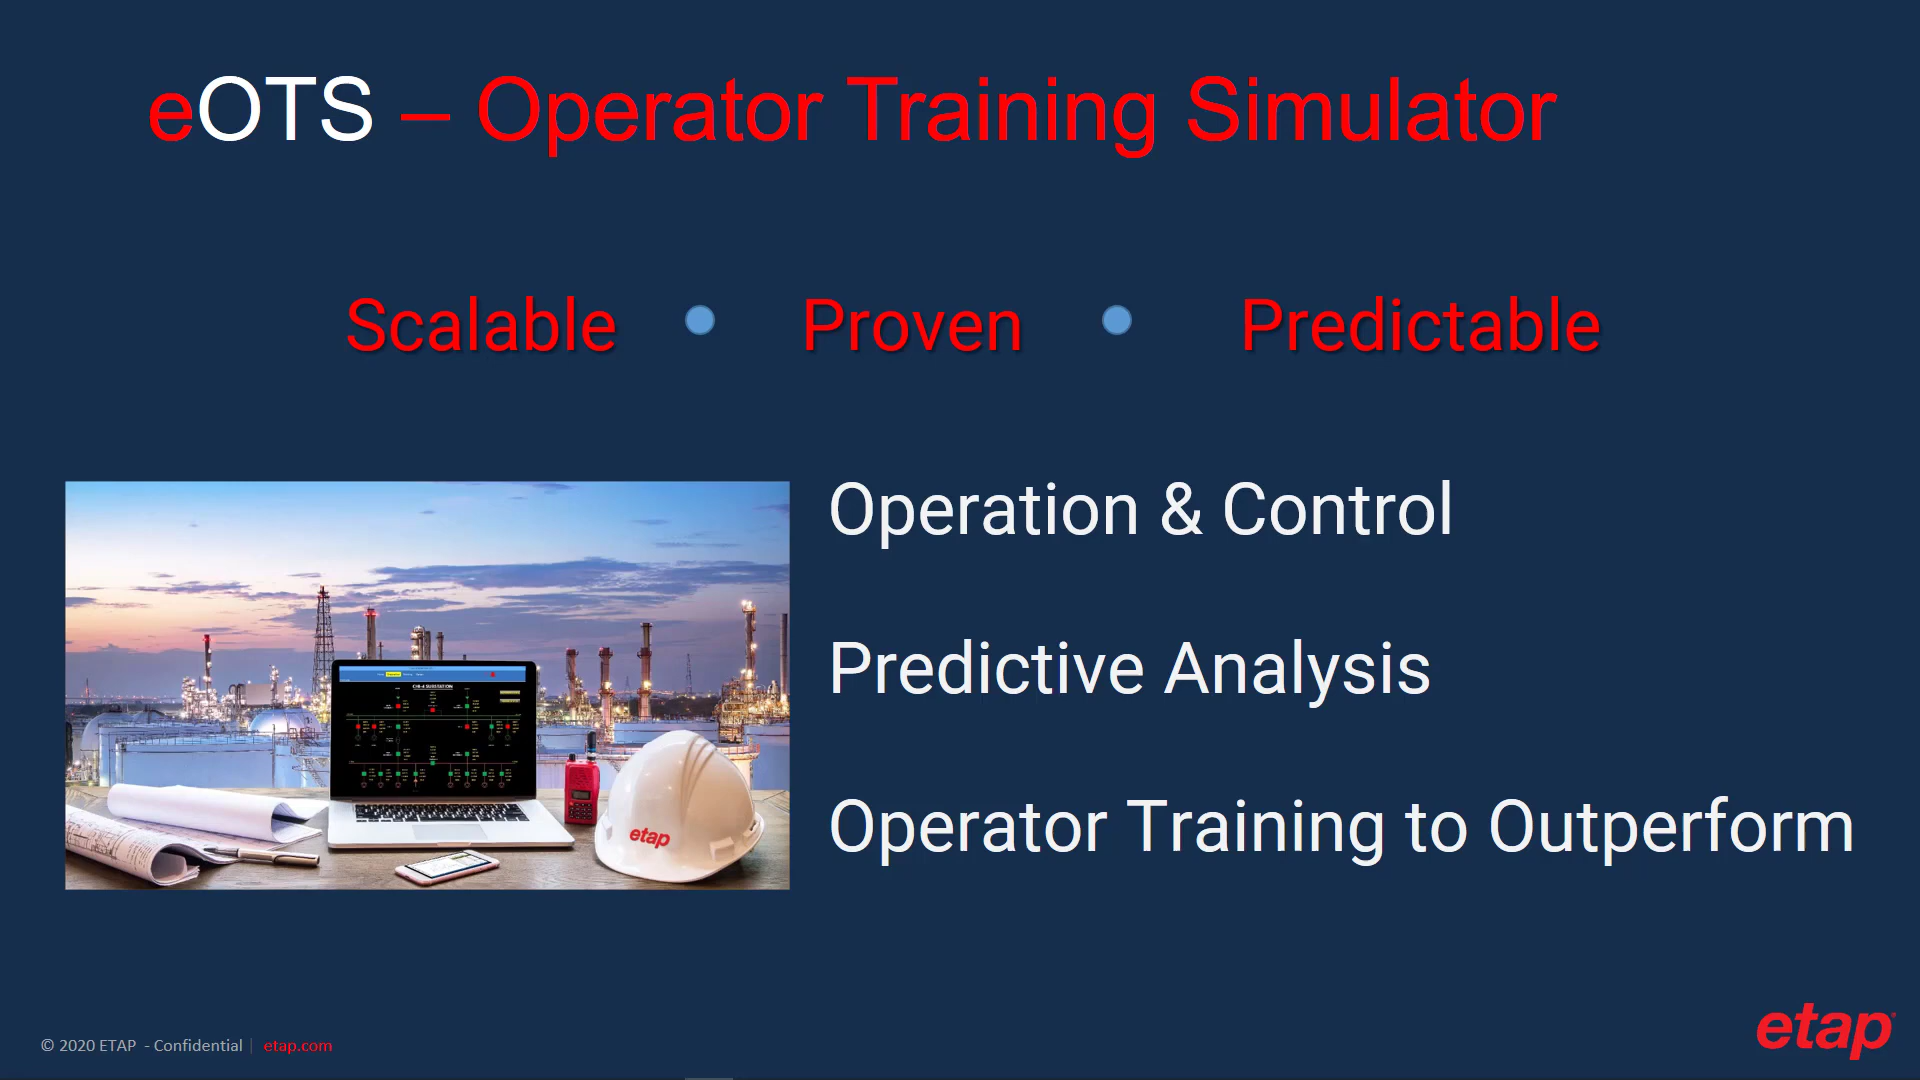 eOTS – Operator Training Simulator
Scalable • Proven • Predictable
Operation & Control
Predictive Analysis
Operator Training to Outperform
etap
© 2020 ETAP - Confidential | etap.com
etap